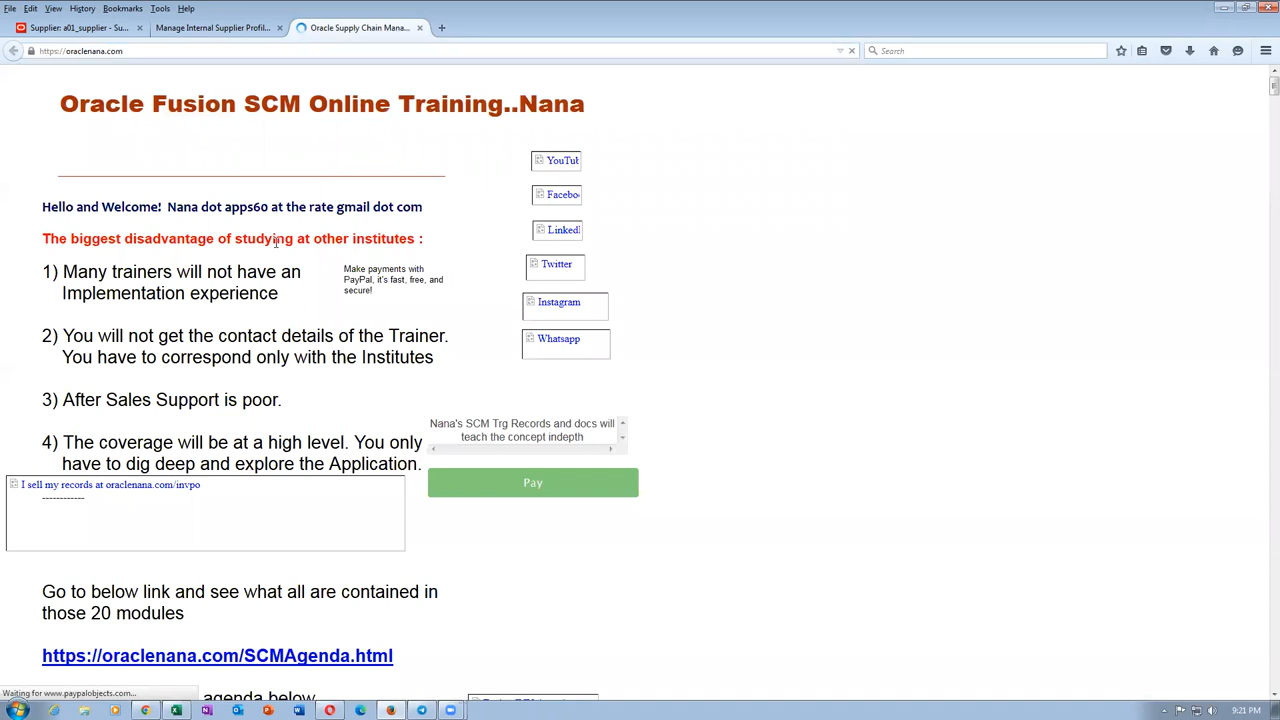 File Edit View History Bookmarks Tools Help
Supplier: a01_supplier - Su...
Manage Internal Supplier Profil...
Oracle Supply Chain Mana...
https://oraclenana.com
Search
Oracle Fusion SCM Online Training..Nana
YouTub
Facebo
Hello and Welcome! Nana dot apps60 at the rate gmail dot com
LinkedI
The biggest disadvantage of studying at other institutes :
Twitter
1) Many trainers will not have an
Implementation experience
Make payments with
PayPal, it's fast, free, and
secure!
Instagram
2) You will not get the contact details of the Trainer.
You have to correspond only with the Institutes
Whatsapp
3) After Sales Support is poor.
4) The coverage will be at a high level. You only
have to dig deep and explore the Application.
Nana's SCM Trg Records and docs will
teach the concept indepth
Pay
I sell my records at oraclenana.com/invpo
------------
Go to below link and see what all are contained in
those 20 modules
https://oraclenana.com/SCMAgenda.html
Waiting for www.paypalobjects.com...
agenda below
9:21 PM